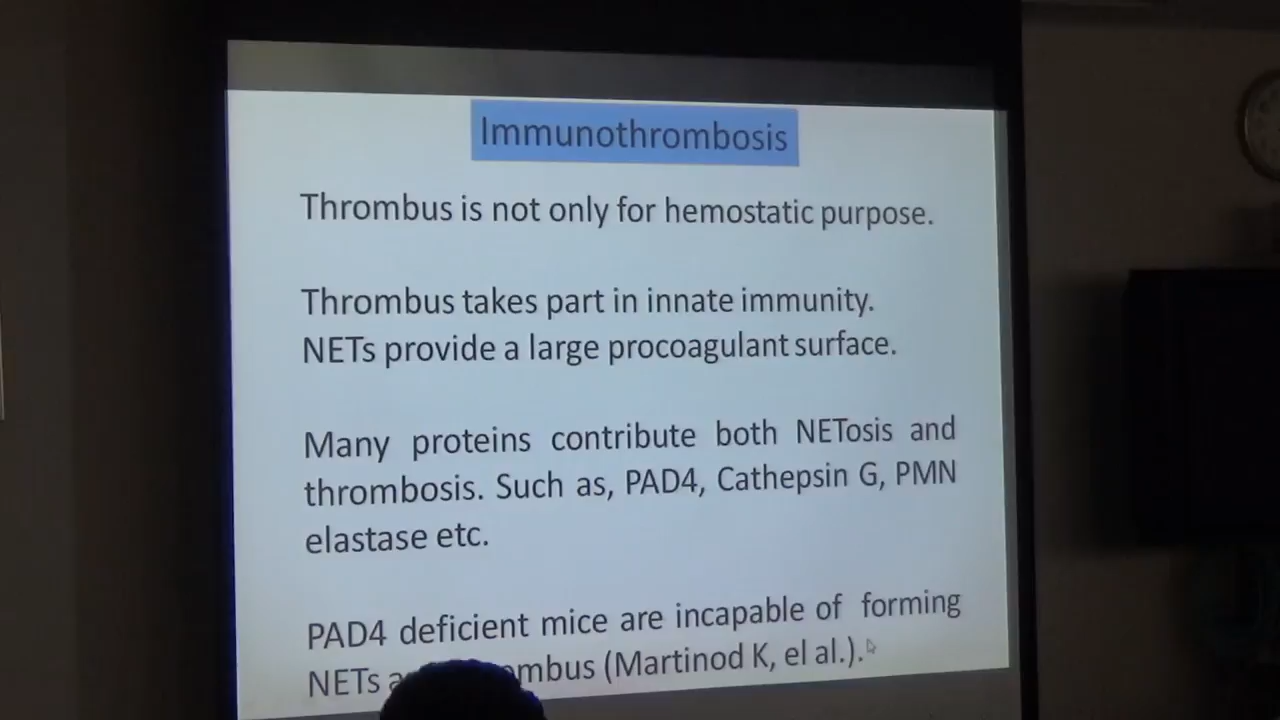 Immunothrombosis
Thrombus is not only for hemostatic purpose.
Thrombus takes part in innate immunity.
NETs provide a large procoagulant surface.
Many proteins contribute both NETosis and
thrombosis. Such as, PAD4, Cathepsin G, PMN
elastase etc.
PAD4 deficient mice are incapable of forming
NETs (Martinod K, el al.).